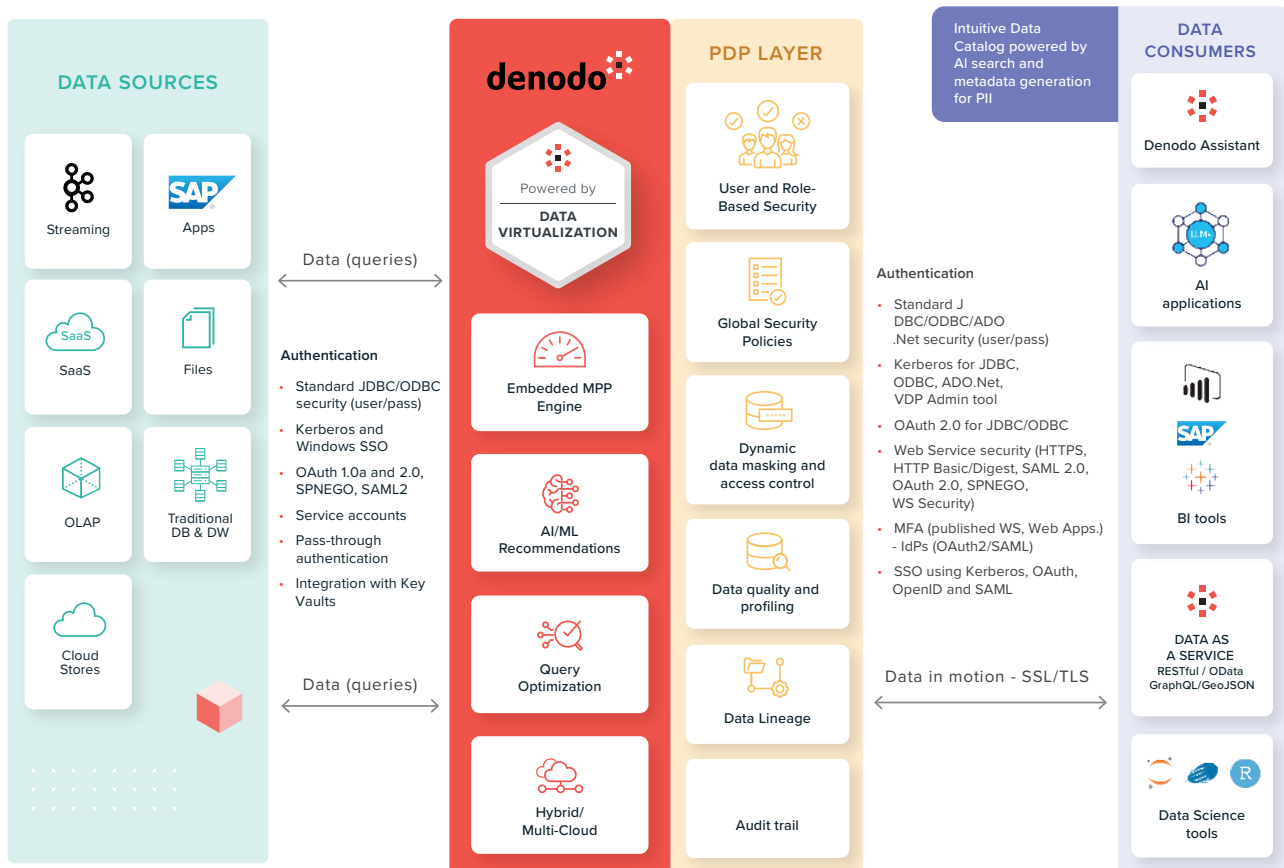 DATA SOURCES
Streaming
SAP
Apps
SaaS
SaaS
Files
OLAP
Traditional
DB & DW
Cloud
Stores
Data (queries)
Authentication
• Standard JDBC/ODBC
security (user/pass)
• Kerberos and
Windows SSO
• OAuth 1.0a and 2.0,
SPNEGO, SAML2
• Service accounts
• Pass-through
authentication
• Integration with Key
Vaults
Data (queries)
denodo
Powered by
DATA
VIRTUALIZATION
Embedded MPP
Engine
AI/ML
Recommendations
Query
Optimization
Hybrid/
Multi-Cloud
PDP LAYER
User and Role-
Based Security
Global Security
Policies
Dynamic
data masking and
access control
Data quality and
profiling
Data Lineage
Audit trail
Intuitive Data
Catalog powered by
AI search and
metadata generation
for PII
Authentication
• Standard J
DBC/ODBC/ADO
.Net security (user/pass)
• Kerberos for JDBC,
ODBC, ADO.Net,
VDP Admin tool
• OAuth 2.0 for JDBC/ODBC
• Web Service security (HTTPS,
HTTP Basic/Digest, SAML 2.0,
OAuth 2.0, SPNEGO,
WS Security)
• MFA (published WS, Web Apps.)
- IdPs (OAuth2/SAML)
• SSO using Kerberos, OAuth,
OpenID and SAML
Data in motion - SSL/TLS
DATA
CONSUMERS
Denodo Assistant
LLM+
AI
applications
SAP
BI tools
DATA AS
A SERVICE
RESTful / OData
GraphQL/GeoJSON
R
Data Science
tools